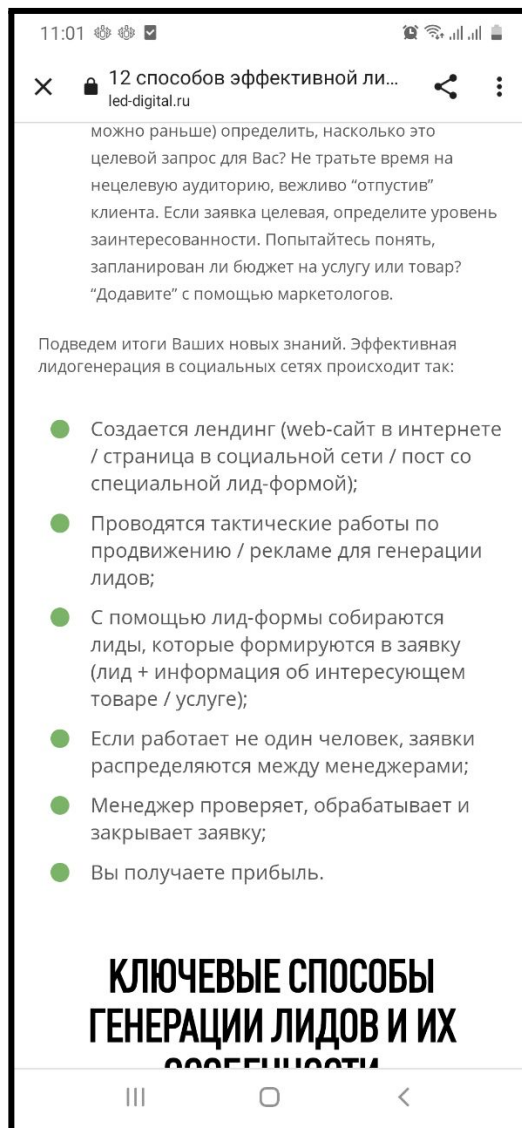 11:01
12 способов эффективной ли...
led-digital.ru
можно раньше) определить, насколько это
целевой запрос для Вас? Не тратьте время на
нецелевую аудиторию, вежливо “отпустив”
клиента. Если заявка целевая, определите уровень
заинтересованности. Попытайтесь понять,
запланирован ли бюджет на услугу или товар?
“Додавите” с помощью маркетологов.
Подведем итоги Ваших новых знаний. Эффективная
лидогенерация в социальных сетях происходит так:
Создается лендинг (web-сайт в интернете
/ страница в социальной сети / пост со
специальной лид-формой);
Проводятся тактические работы по
продвижению / рекламе для генерации
лидов;
С помощью лид-формы собираются
лиды, которые формируются в заявку
(лид + информация об интересующем
товаре / услуге);
Если работает не один человек, заявки
распределяются между менеджерами;
Менеджер проверяет, обрабатывает и
закрывает заявку;
Вы получаете прибыль.
КЛЮЧЕВЫЕ СПОСОБЫ
ГЕНЕРАЦИИ ЛИДОВ И ИХ
ОСОБЕННОСТИ